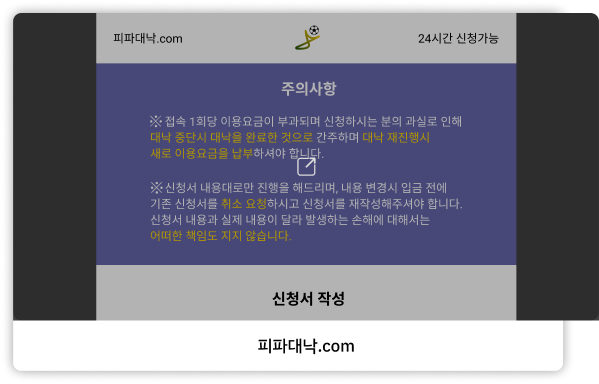 피파대낙.com
24시간 신청가능
주의사항
※ 접속 1회당 이용요금이 부과되며 신청하시는 분의 과실로 인해
대낙 중단시 대낙을 완료한 것으로 간주하며 대낙 재진행시
새로 이용요금을 납부하셔야 합니다.
※ 신청서 내용대로만 진행을 해드리며, 내용 변경시 입금 전에
기존 신청서를 취소 요청하시고 신청서를 재작성해주셔야 합니다.
신청서 내용과 실제 내용이 달라 발생하는 손해에 대해서는
어떠한 책임도 지지 않습니다.
신청서 작성
피파대낙.com